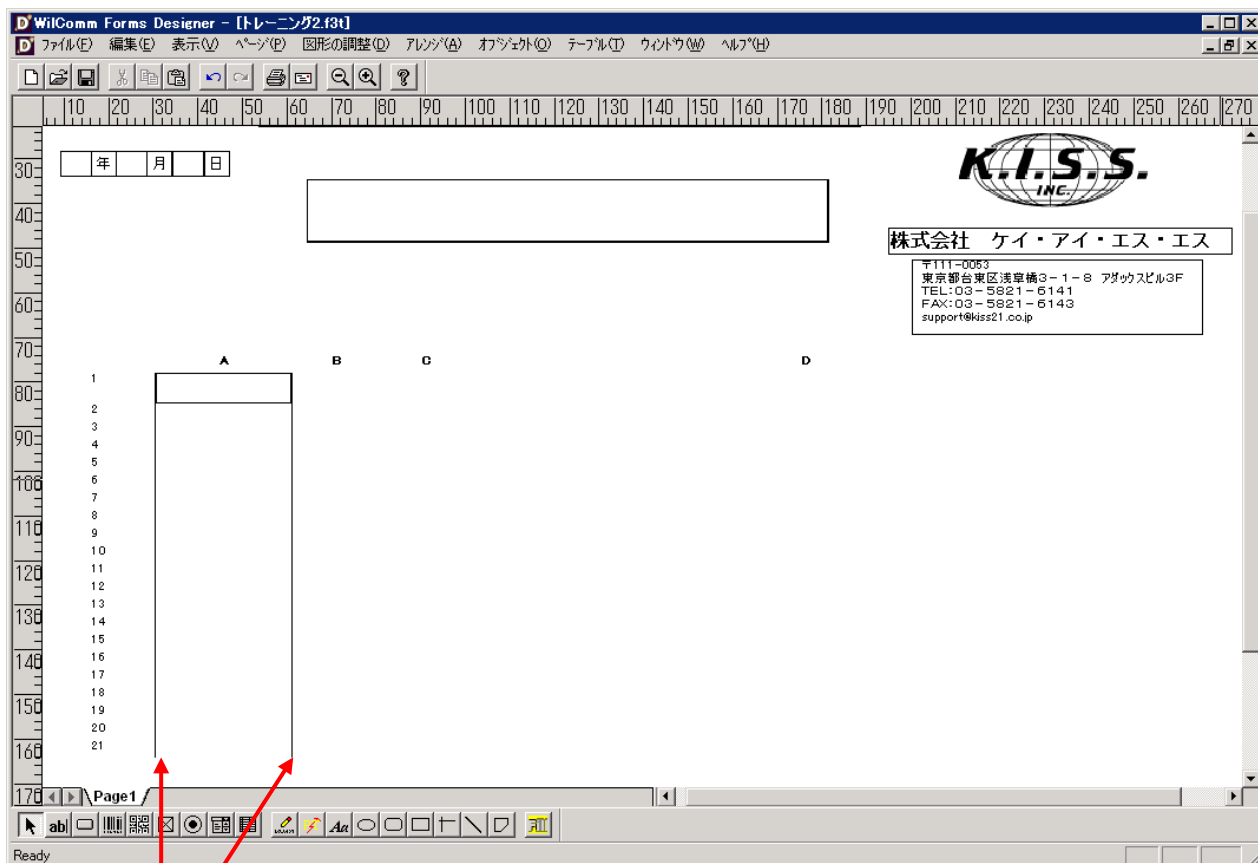 WilComm Forms Designer - [トレーニング2.f3t]
ファイル(F) 編集(E) 表示(V) ページ(P) 図形の調整(D) アレンジ(A) オブジェクト(O) テーブル(T) ウィンドウ(W) ヘルプ(H)
10 20 30 40 50 60 70 80 90 100 110 120 130 140 150 160 170 180 190 200 210 220 230 240 250 260 270
30
年 月 日
K.I.S.S.
INC.
40
株式会社 ケイ・アイ・エス・エス
50
〒111-0053
東京都台東区浅草橋3-1-8 アダックスビル3F
TEL:03-5821-6141
FAX:03-5821-6143
support@kiss21.co.jp
60
70
A B C D
1
80
2
3
90
4
5
100
6
7
8
110
9
10
120
11
12
13
130
14
15
140
16
17
18
150
19
20
160
21
170
Page1
ab
Aa
Ready